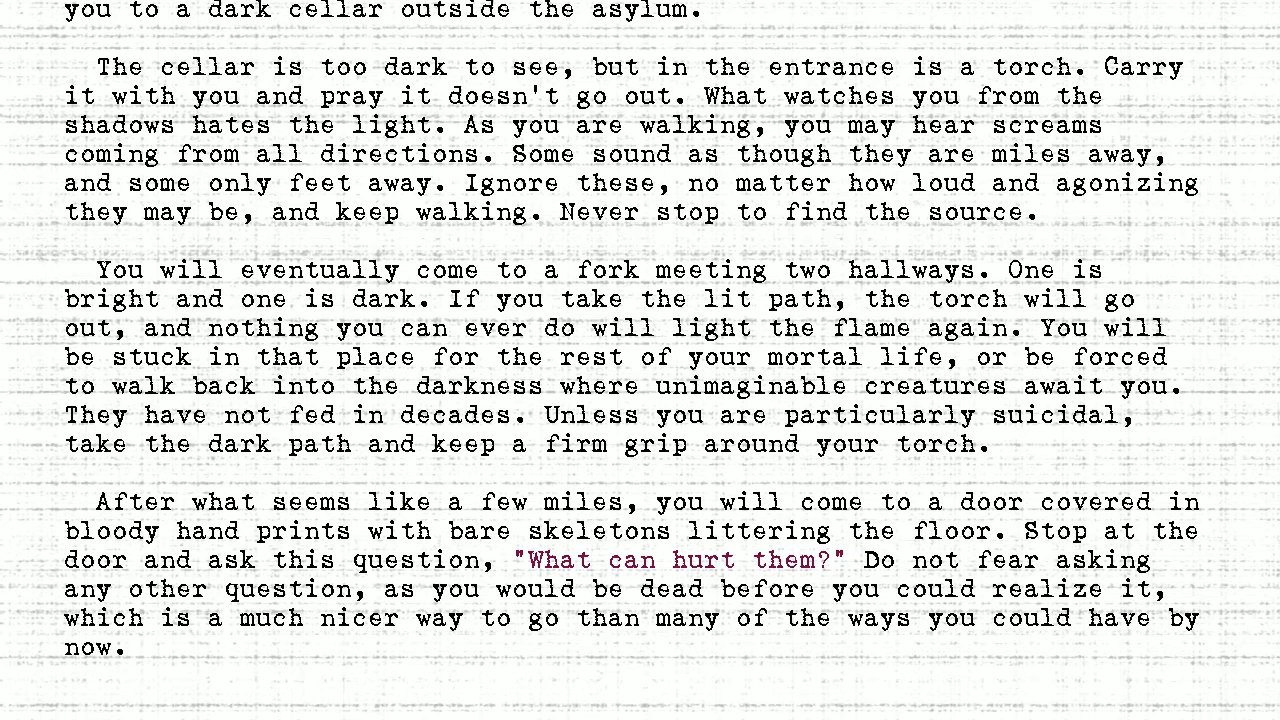 you to a dark cellar outside the asylum.
The cellar is too dark to see, but in the entrance is a torch. Carry
it with you and pray it doesn't go out. What watches you from the
shadows hates the light. As you are walking, you may hear screams
coming from all directions. Some sound as though they are miles away,
and some only feet away. Ignore these, no matter how loud and agonizing
they may be, and keep walking. Never stop to find the source.
You will eventually come to a fork meeting two hallways. One is
bright and one is dark. If you take the lit path, the torch will go
out, and nothing you can ever do will light the flame again. You will
be stuck in that place for the rest of your mortal life, or be forced
to walk back into the darkness where unimaginable creatures await you.
They have not fed in decades. Unless you are particularly suicidal,
take the dark path and keep a firm grip around your torch.
After what seems like a few miles, you will come to a door covered in
bloody hand prints with bare skeletons littering the floor. Stop at the
door and ask this question, "What can hurt them?" Do not fear asking
any other question, as you would be dead before you could realize it,
which is a much nicer way to go than many of the ways you could have by
now.